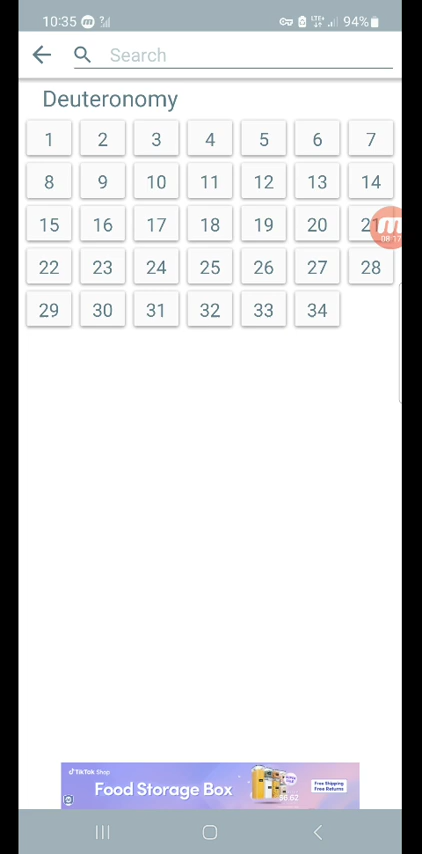 10:35 94%
Search
Deuteronomy
1 2 3 4 5 6 7
8 9 10 11 12 13 14
15 16 17 18 19 20 21
08:17
22 23 24 25 26 27 28
29 30 31 32 33 34
TikTok Shop
Food Storage Box
Free Shipping
Free Returns